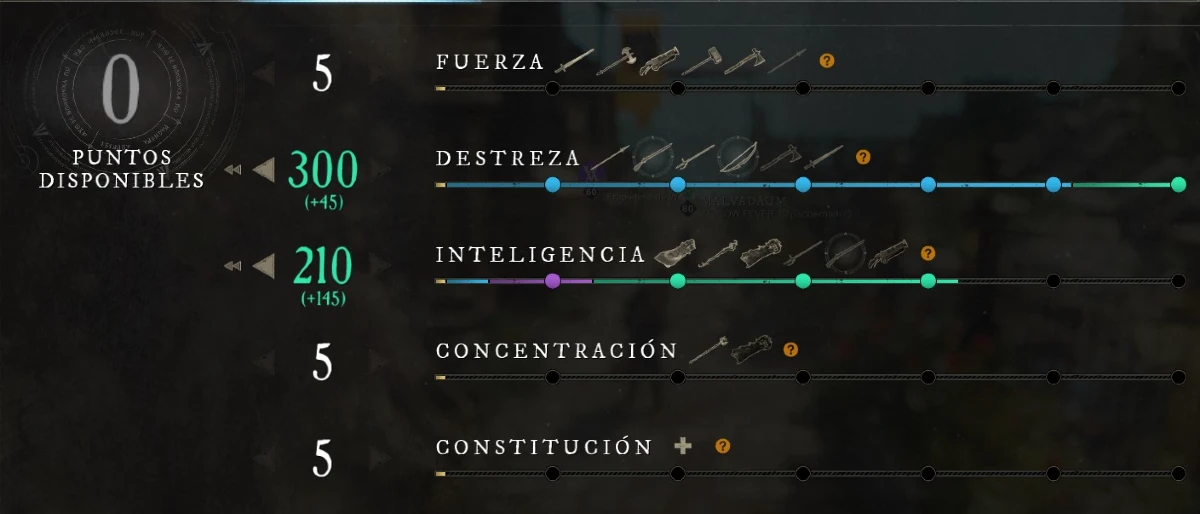 0
PUNTOS
DISPONIBLES
5
FUERZA
?
300
(+45)
DESTREZA
?
210
(+145)
INTELIGENCIA
?
5
CONCENTRACIÓN
?
5
CONSTITUCIÓN
?